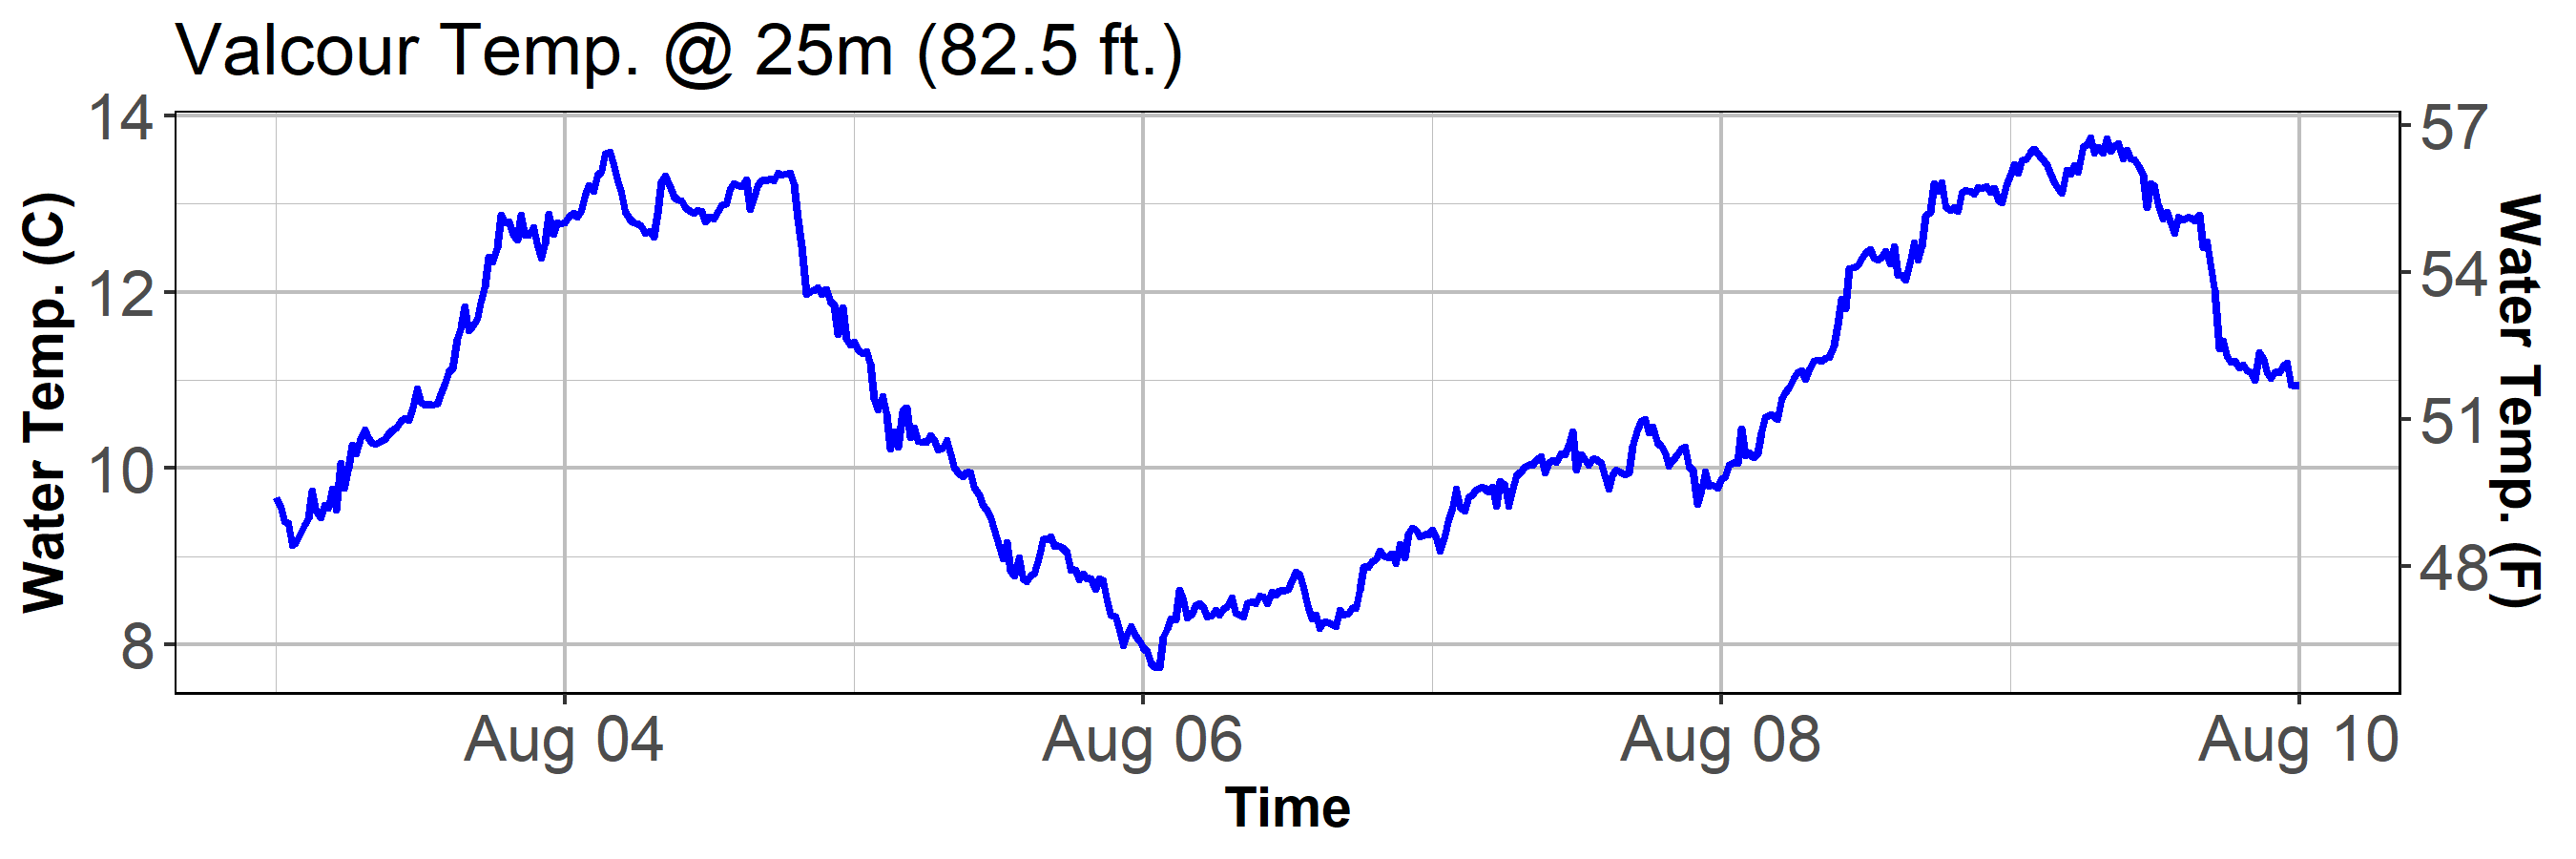 Valcour Temp. @ 25m (82.5 ft.)
Water Temp. (C)
14
12
10
8
57
54
51
48
Water Temp. (F)
Aug 04
Aug 06
Aug 08
Aug 10
Time